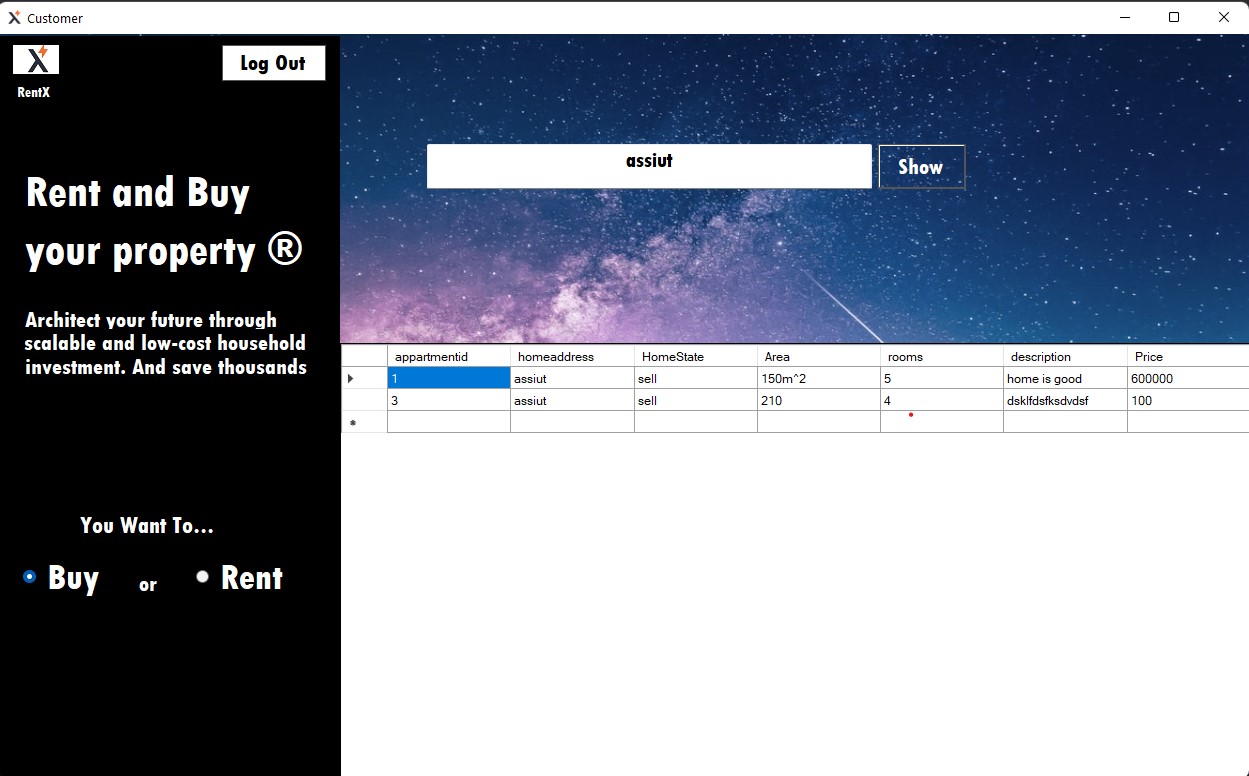 Customer
RentX
Log Out
Rent and Buy
your property ®
Architect your future through
scalable and low-cost household
investment. And save thousands
You Want To...
Buy or Rent
assiut
Show
appartmentid homeaddress HomeState Area rooms description Price
1 assiut sell 150m^2 5 home is good 600000
3 assiut sell 210 4 dsklfdsfksdvdsf 100